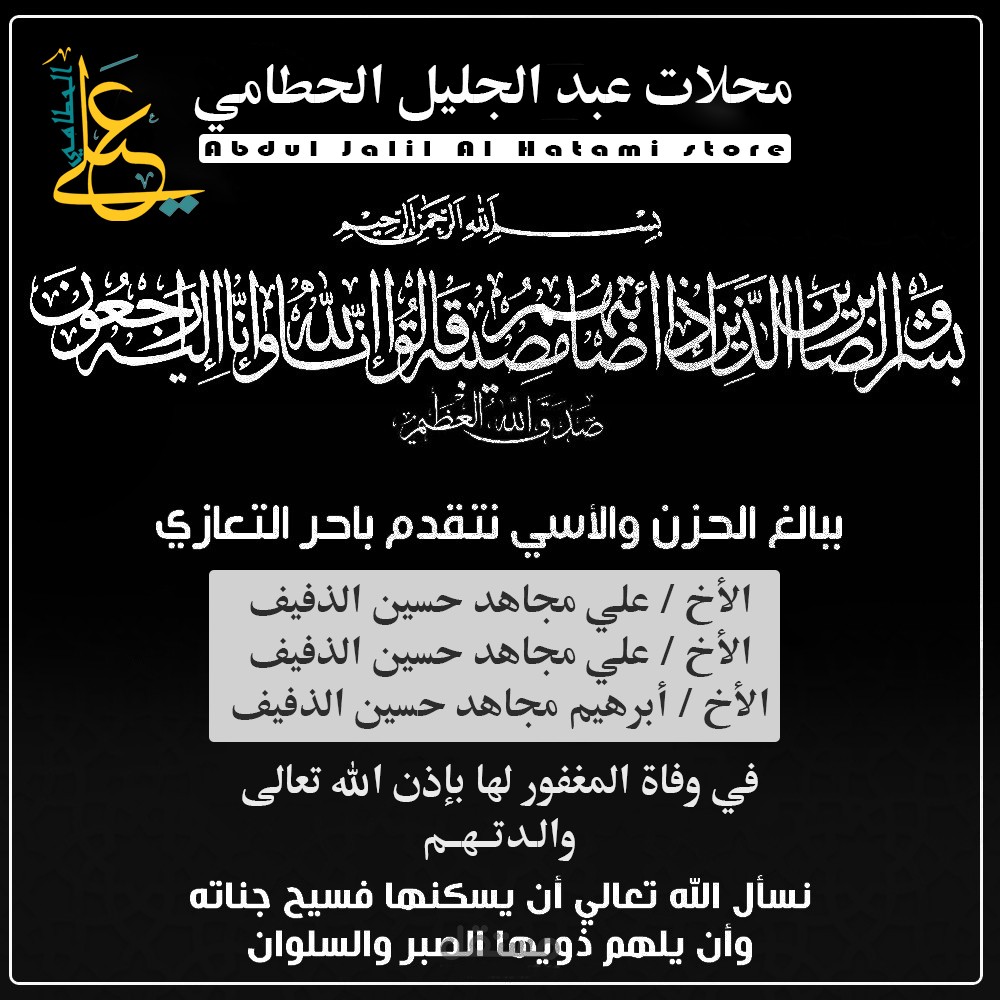 محلات عبد الجليل الحطامي
Abdul Jalil Al Hatami store
علي
الحطامي
بسم الله الرحمن الرحيم
وبشر الصابرين الذين إذا أصابتهم مصيبة قالوا إنا لله وإنا إليه راجعون
صدق الله العظيم
ببالغ الحزن والأسي نتقدم باحر التعازي
الأخ / علي مجاهد حسين الذفيف
الأخ / علي مجاهد حسين الذفيف
الأخ / أبرهيم مجاهد حسين الذفيف
في وفاة المغفور لها بإذن الله تعالى
والدتـهـم
نسأل الله تعالي أن يسكنها فسيح جناته
وأن يلهم ذويها الصبر والسلوان